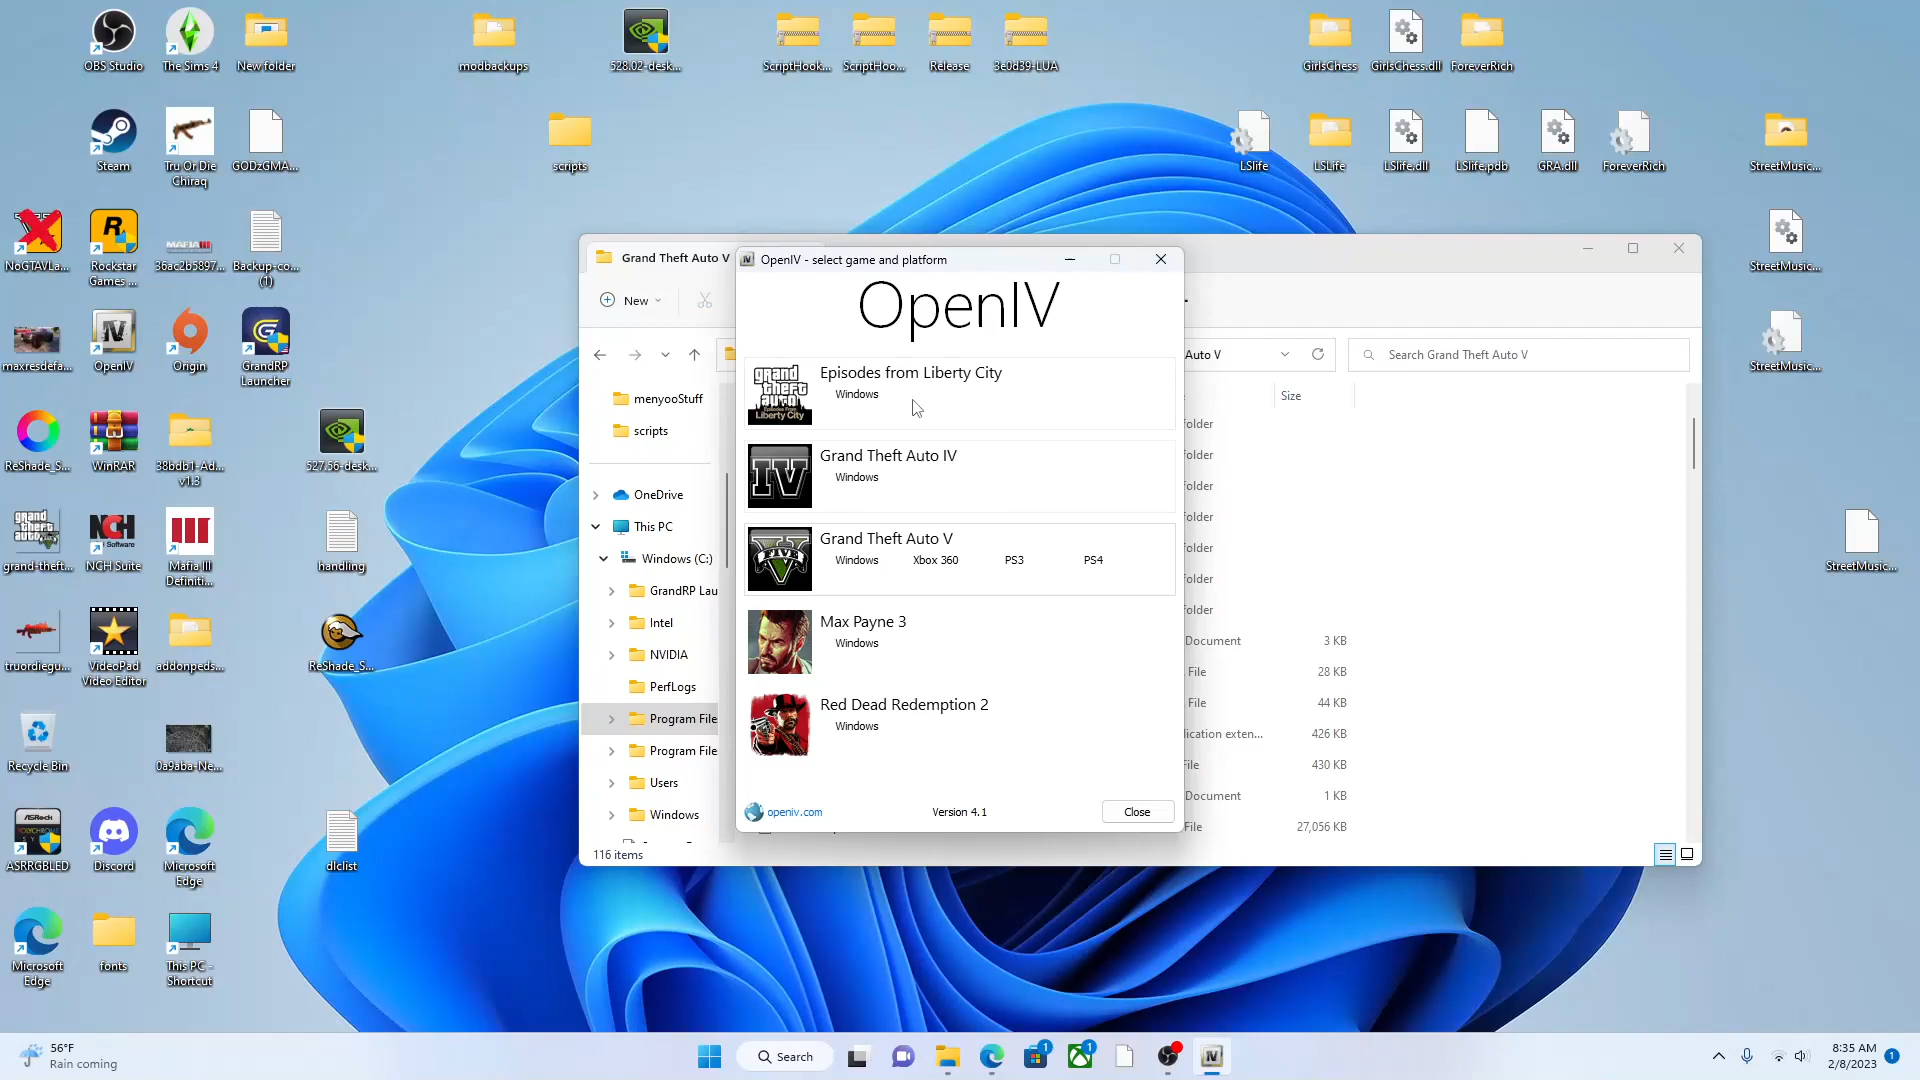 OBS Studio
The Sims 4
New folder
modbackups
528.02-desk...
ScriptHook...
ScriptHoo...
Release
3e0d39-LUA
GirlsChess
GirlsChess.dll
ForeverRich
Steam
Tru Or Die
Chiraq
GODzGMA...
scripts
LSlife
LSLife
LSlife.dll
LSlife.pdb
GRA.dll
ForeverRich
StreetMusic...
NoGTAVLa...
Rockstar
Games ...
36ac2b5897...
Backup-co...
(1)
StreetMusic...
maxresdefa...
OpenIV
Origin
GrandRP
Launcher
StreetMusic...
ReShade_S...
WinRAR
38bdb1-Ad...
v1.3
527.56-desk...
grand-theft...
NCH Suite
Mafia III
Definiti...
handling
StreetMusic...
truordiegu...
VideoPad
Video Editor
addonpeds...
ReShade_S...
Recycle Bin
0a9aba-Ne...
ASRRGBLED
Discord
Microsoft
Edge
dlclist
Microsoft
Edge
fonts
This PC -
Shortcut
Grand Theft Auto V
New
Auto V
Search Grand Theft Auto V
menyooStuff
scripts
OneDrive
This PC
Windows (C:)
GrandRP Lau
Intel
NVIDIA
PerfLogs
Program File
Program File
Users
Windows
116 items
Size
older
older
older
older
older
older
older
Document 3 KB
File 28 KB
File 44 KB
ication exten... 426 KB
File 430 KB
Document 1 KB
File 27,056 KB
OpenIV - select game and platform
OpenIV
Episodes from Liberty City
Windows
Grand Theft Auto IV
Windows
Grand Theft Auto V
Windows Xbox 360 PS3 PS4
Max Payne 3
Windows
Red Dead Redemption 2
Windows
openiv.com
Version 4.1
Close
56°F
Rain coming
Search
1
1
8:35 AM
2/8/2023
1